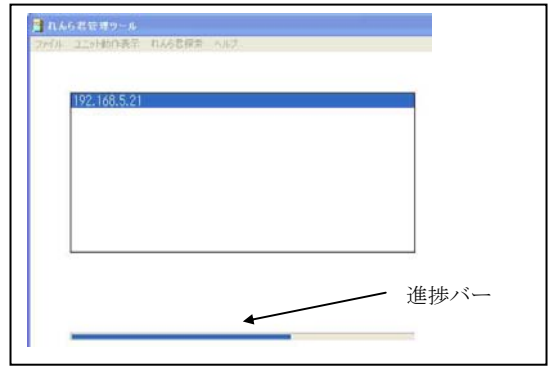 れんら君管理ツール
ファイル ユニット動作表示 れんら君探索 ヘルプ
192.168.5.21
進捗バー